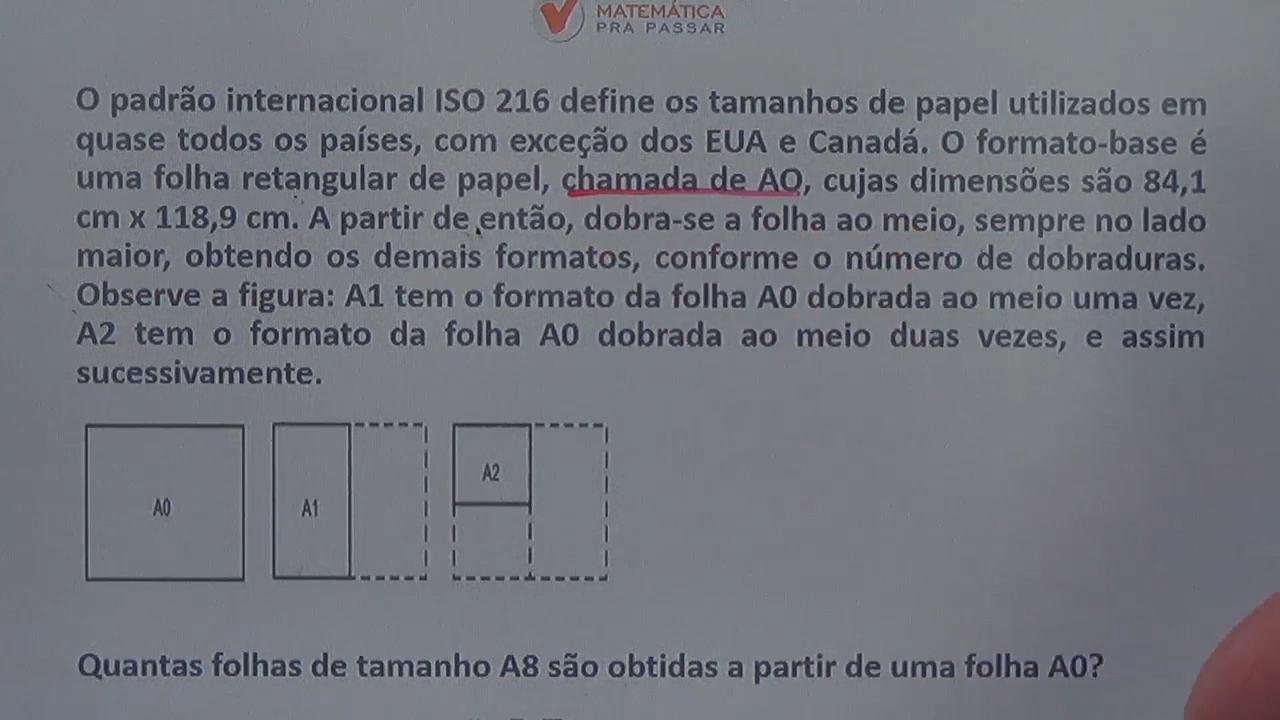 MATEMÁTICA
PRA PASSAR
O padrão internacional ISO 216 define os tamanhos de papel utilizados em
quase todos os países, com exceção dos EUA e Canadá. O formato-base é
uma folha retangular de papel, chamada de AO, cujas dimensões são 84,1
cm x 118,9 cm. A partir de então, dobra-se a folha ao meio, sempre no lado
maior, obtendo os demais formatos, conforme o número de dobraduras.
Observe a figura: A1 tem o formato da folha A0 dobrada ao meio uma vez,
A2 tem o formato da folha A0 dobrada ao meio duas vezes, e assim
sucessivamente.
A0
A1
A2
Quantas folhas de tamanho A8 são obtidas a partir de uma folha A0?